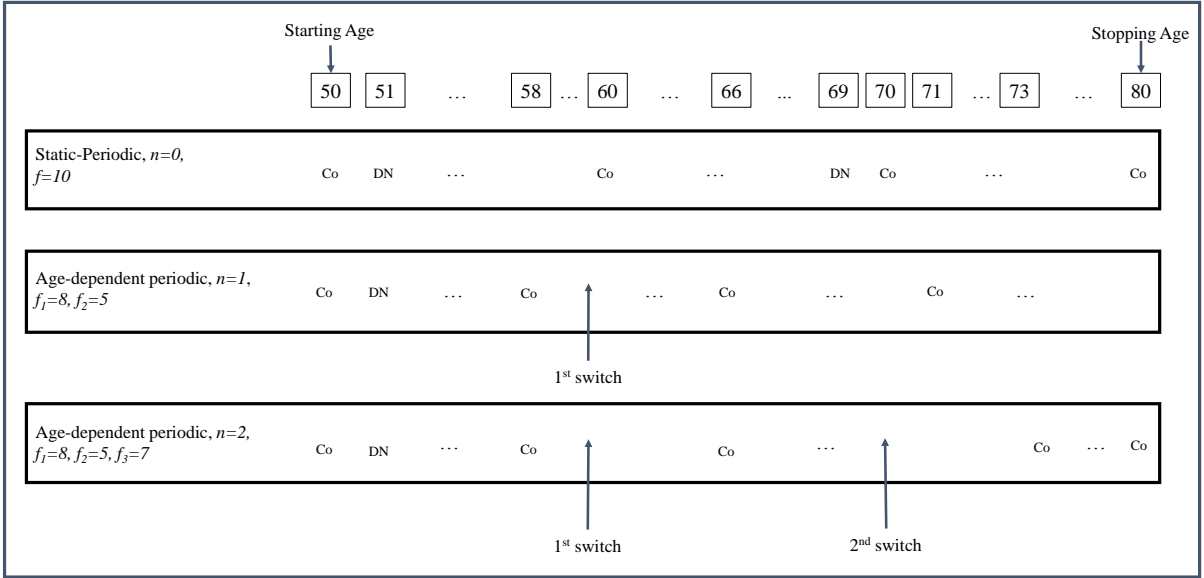 Starting Age
Stopping Age
50 51 … 58 … 60 … 66 ... 69 70 71 … 73 … 80
Static-Periodic, n=0,
f=10
Co DN … Co … DN Co … Co
Age-dependent periodic, n=1,
f1=8, f2=5
Co DN … Co … Co … Co …
1st switch
Age-dependent periodic, n=2,
f1=8, f2=5, f3=7
Co DN … Co Co … Co … Co
1st switch
2nd switch